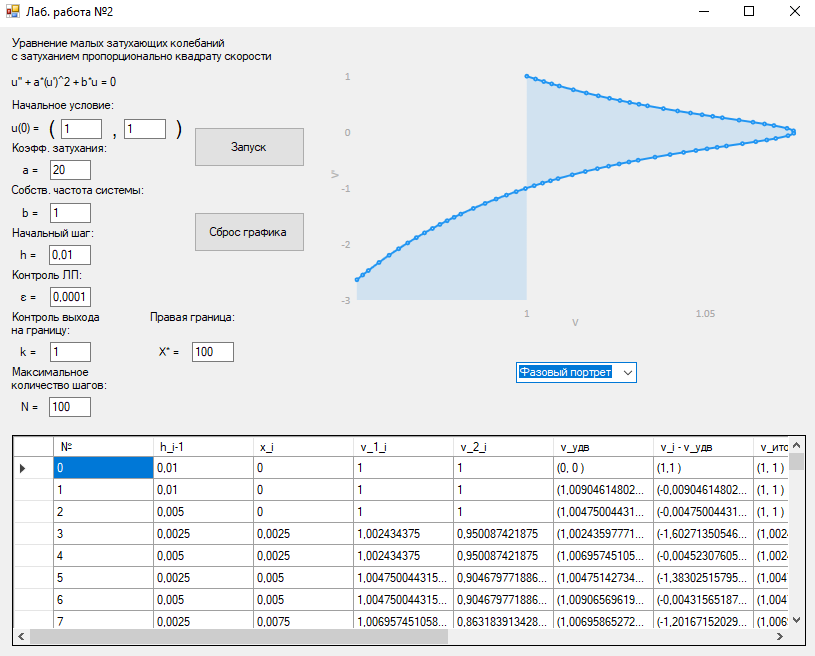 Лаб. работа №2
Уравнение малых затухающих колебаний
с затуханием пропорционально квадрату скорости
u'' + a*(u')^2 + b*u = 0
Начальное условие:
u(0) = ( 1 , 1 )
Коэфф. затухания:
a = 20
Собств. частота системы:
b = 1
Начальный шаг:
h = 0,01
Контроль ЛП:
ε = 0,0001
Контроль выхода
на границу:
k = 1
Правая граница:
X* = 100
Максимальное
количество шагов:
N = 100
Запуск
Сброс графика
1
0
-1
-2
-3
V'
1 1.05
V
Фазовый портрет
№ h_i-1 x_i v_1_i v_2_i v_удв v_i - v_удв v_ито
0 0,01 0 1 1 (0, 0 ) (1,1 ) (1, 1 )
1 0,01 0 1 1 (1,00904614802... (-0,00904614802... (1, 1 )
2 0,005 0 1 1 (1,00475004431... (-0,00475004431... (1, 1 )
3 0,0025 0,0025 1,002434375 0,950087421875 (1,00243597771... (-1,60271350546... (1,002
4 0,005 0,0025 1,002434375 0,950087421875 (1,00695745105... (-0,00452307605... (1,002
5 0,0025 0,005 1,004750044315... 0,904679771886... (1,00475142734... (-1,38302515795... (1,004
6 0,005 0,005 1,004750044315... 0,904679771886... (1,00906569619... (-0,00431565187... (1,004
7 0,0025 0,0075 1,006957451058... 0,863183913428... (1,00695865272... (-1,20167152029... (1,006